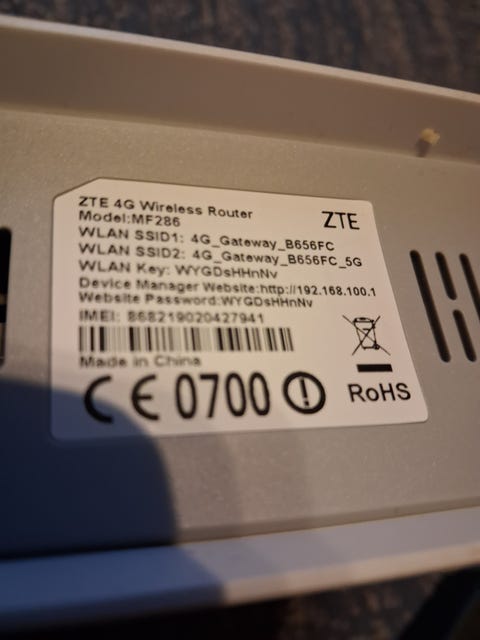 ZTE 4G Wireless Router
Model:MF286
ZTE
WLAN SSID1: 4G_Gateway_B656FC
WLAN SSID2: 4G_Gateway_B656FC_5G
WLAN Key: WYGDsHHnNv
Device Manager Website:http://192.168.100.1
Website Password:WYGDsHHnNv
IMEI: 868219020427941
Made in China
CE 0700
RoHS